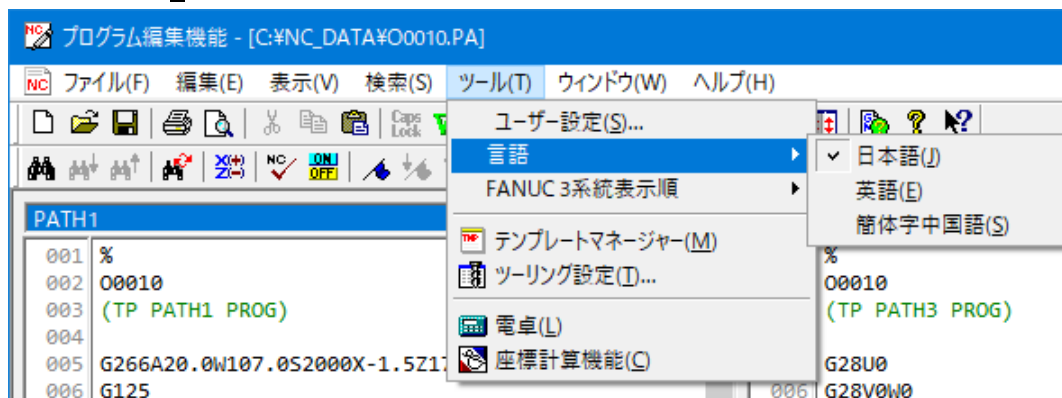 プログラム編集機能 - [C:¥NC_DATA¥O0010.PA]
ファイル(F) 編集(E) 表示(V) 検索(S) ツール(T) ウィンドウ(W) ヘルプ(H)
Caps Lock
ユーザー設定(S)...
言語
日本語(J)
英語(E)
簡体字中国語(S)
FANUC 3系統表示順
テンプレートマネージャー(M)
ツーリング設定(T)...
電卓(L)
座標計算機能(C)
NC ON OFF
PATH1
001 %
002 O0010
003 (TP PATH1 PROG)
004
005 G266A20.0W107.0S2000X-1.5Z17
006 G125
%
O0010
(TP PATH3 PROG)
G28U0
006 G28V0W0